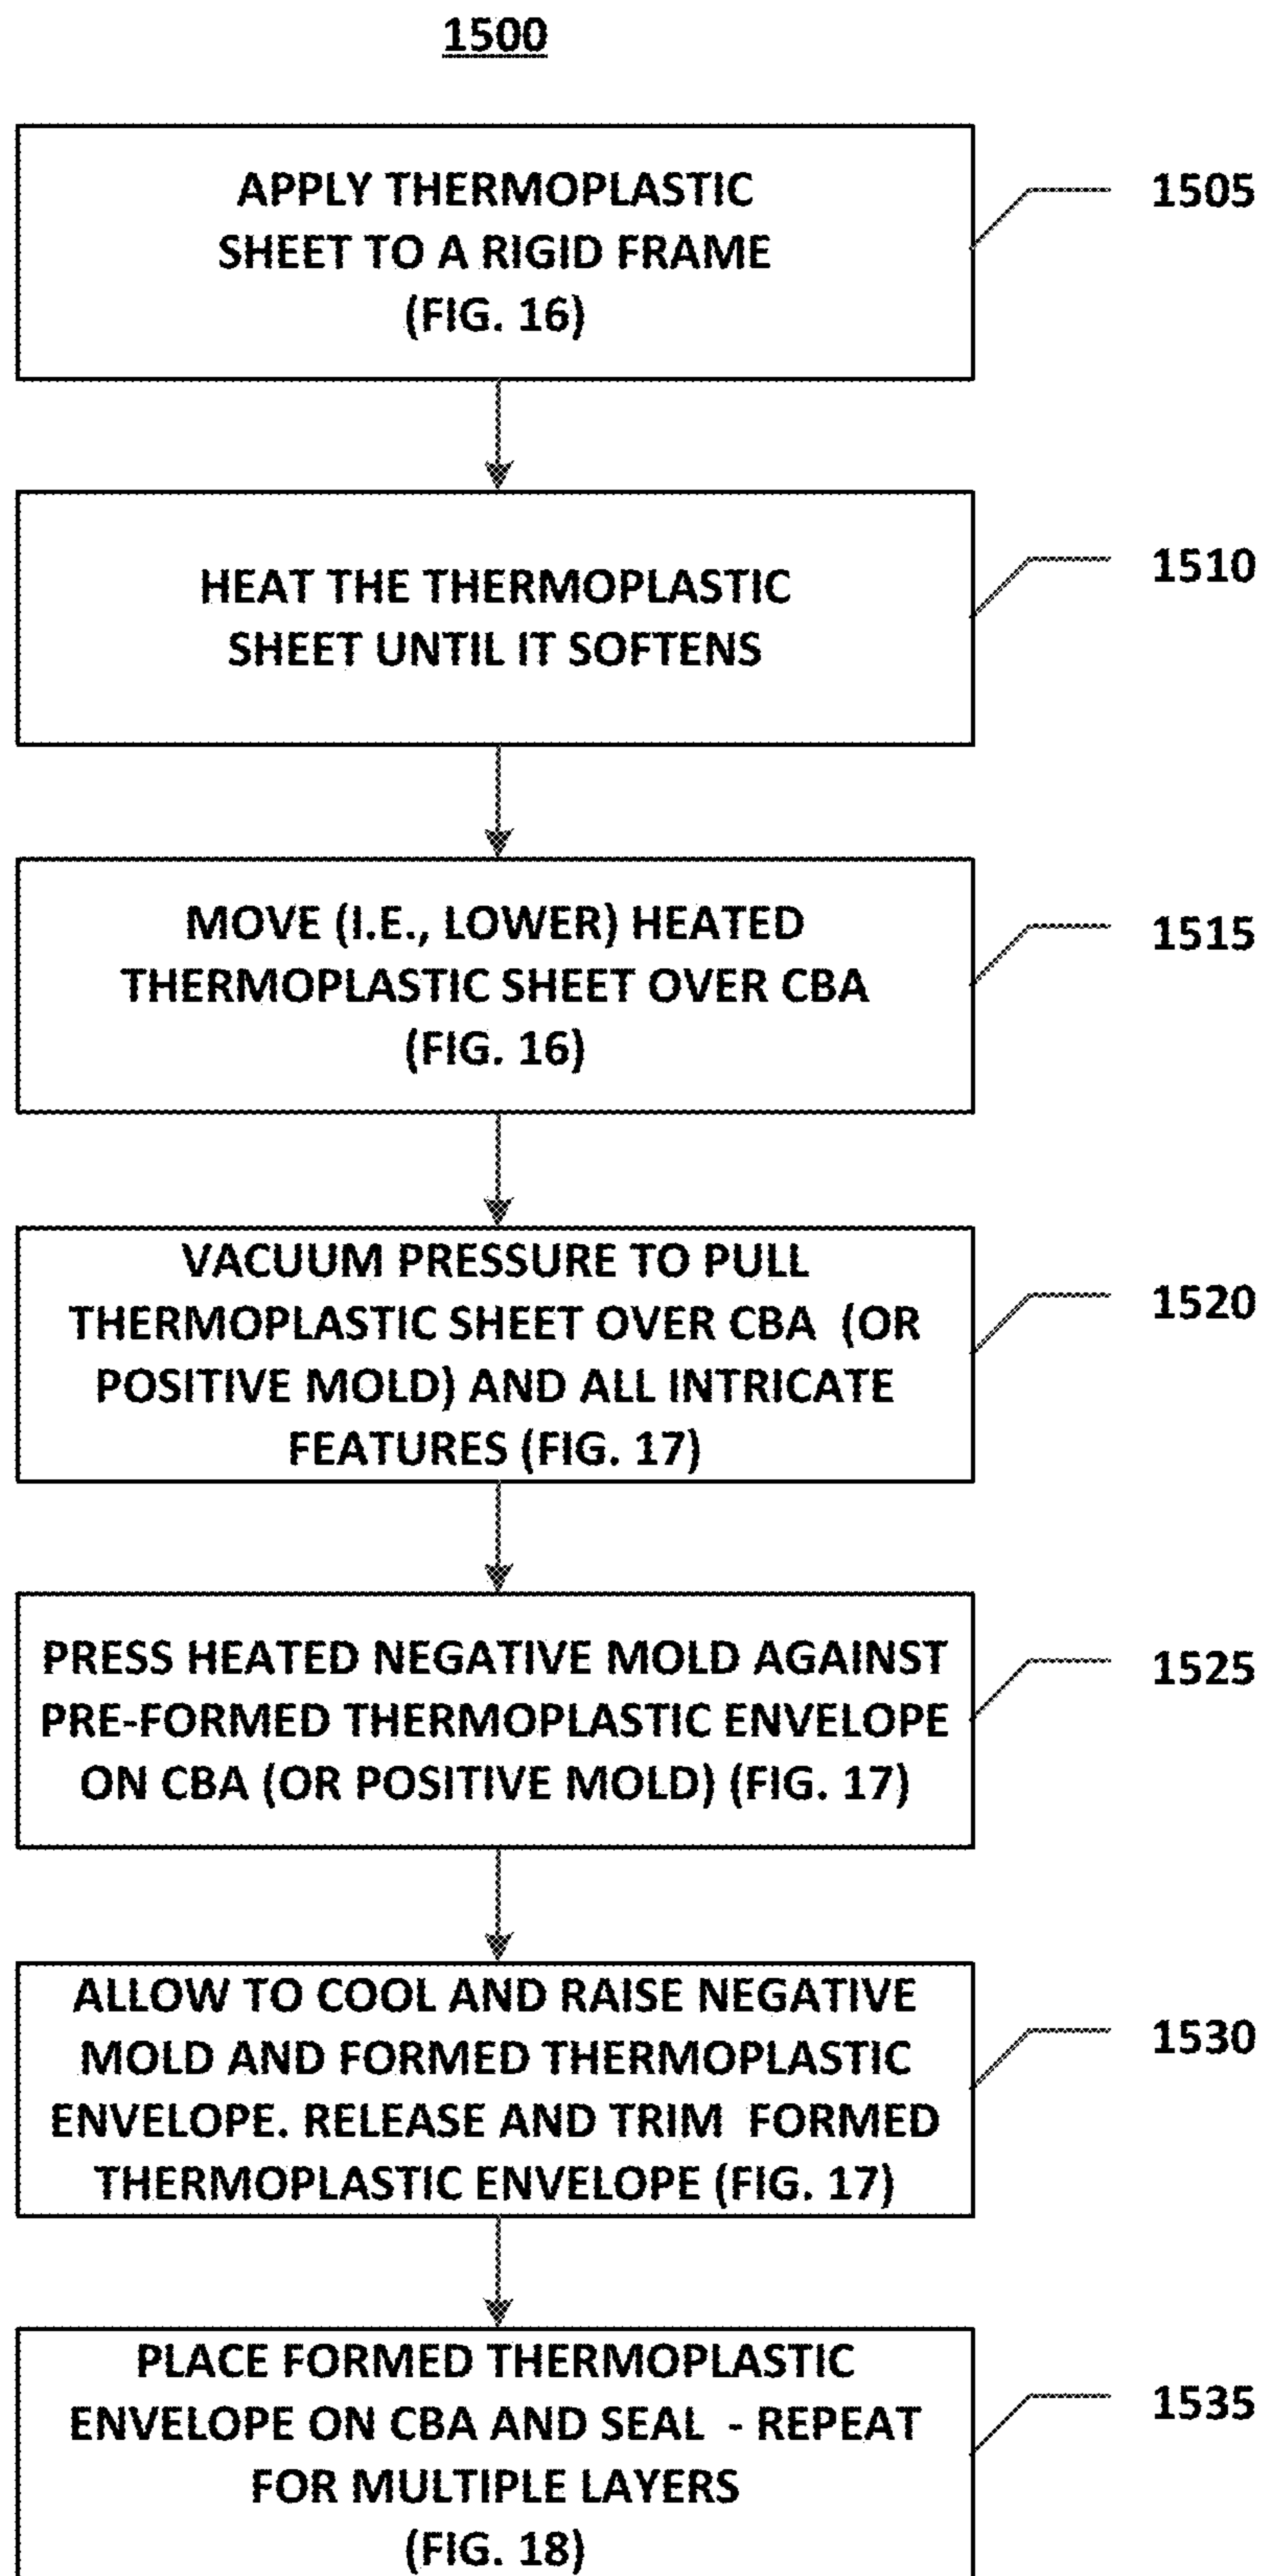 1500
APPLY THERMOPLASTIC
SHEET TO A RIGID FRAME
(FIG. 16)
1505
HEAT THE THERMOPLASTIC
SHEET UNTIL IT SOFTENS
1510
MOVE (I.E., LOWER) HEATED
THERMOPLASTIC SHEET OVER CBA
(FIG. 16)
1515
VACUUM PRESSURE TO PULL
THERMOPLASTIC SHEET OVER CBA (OR
POSITIVE MOLD) AND ALL INTRICATE
FEATURES (FIG. 17)
1520
PRESS HEATED NEGATIVE MOLD AGAINST
PRE-FORMED THERMOPLASTIC ENVELOPE
ON CBA (OR POSITIVE MOLD) (FIG. 17)
1525
ALLOW TO COOL AND RAISE NEGATIVE
MOLD AND FORMED THERMOPLASTIC
ENVELOPE. RELEASE AND TRIM FORMED
THERMOPLASTIC ENVELOPE (FIG. 17)
1530
PLACE FORMED THERMOPLASTIC
ENVELOPE ON CBA AND SEAL - REPEAT
FOR MULTIPLE LAYERS
(FIG. 18)
1535